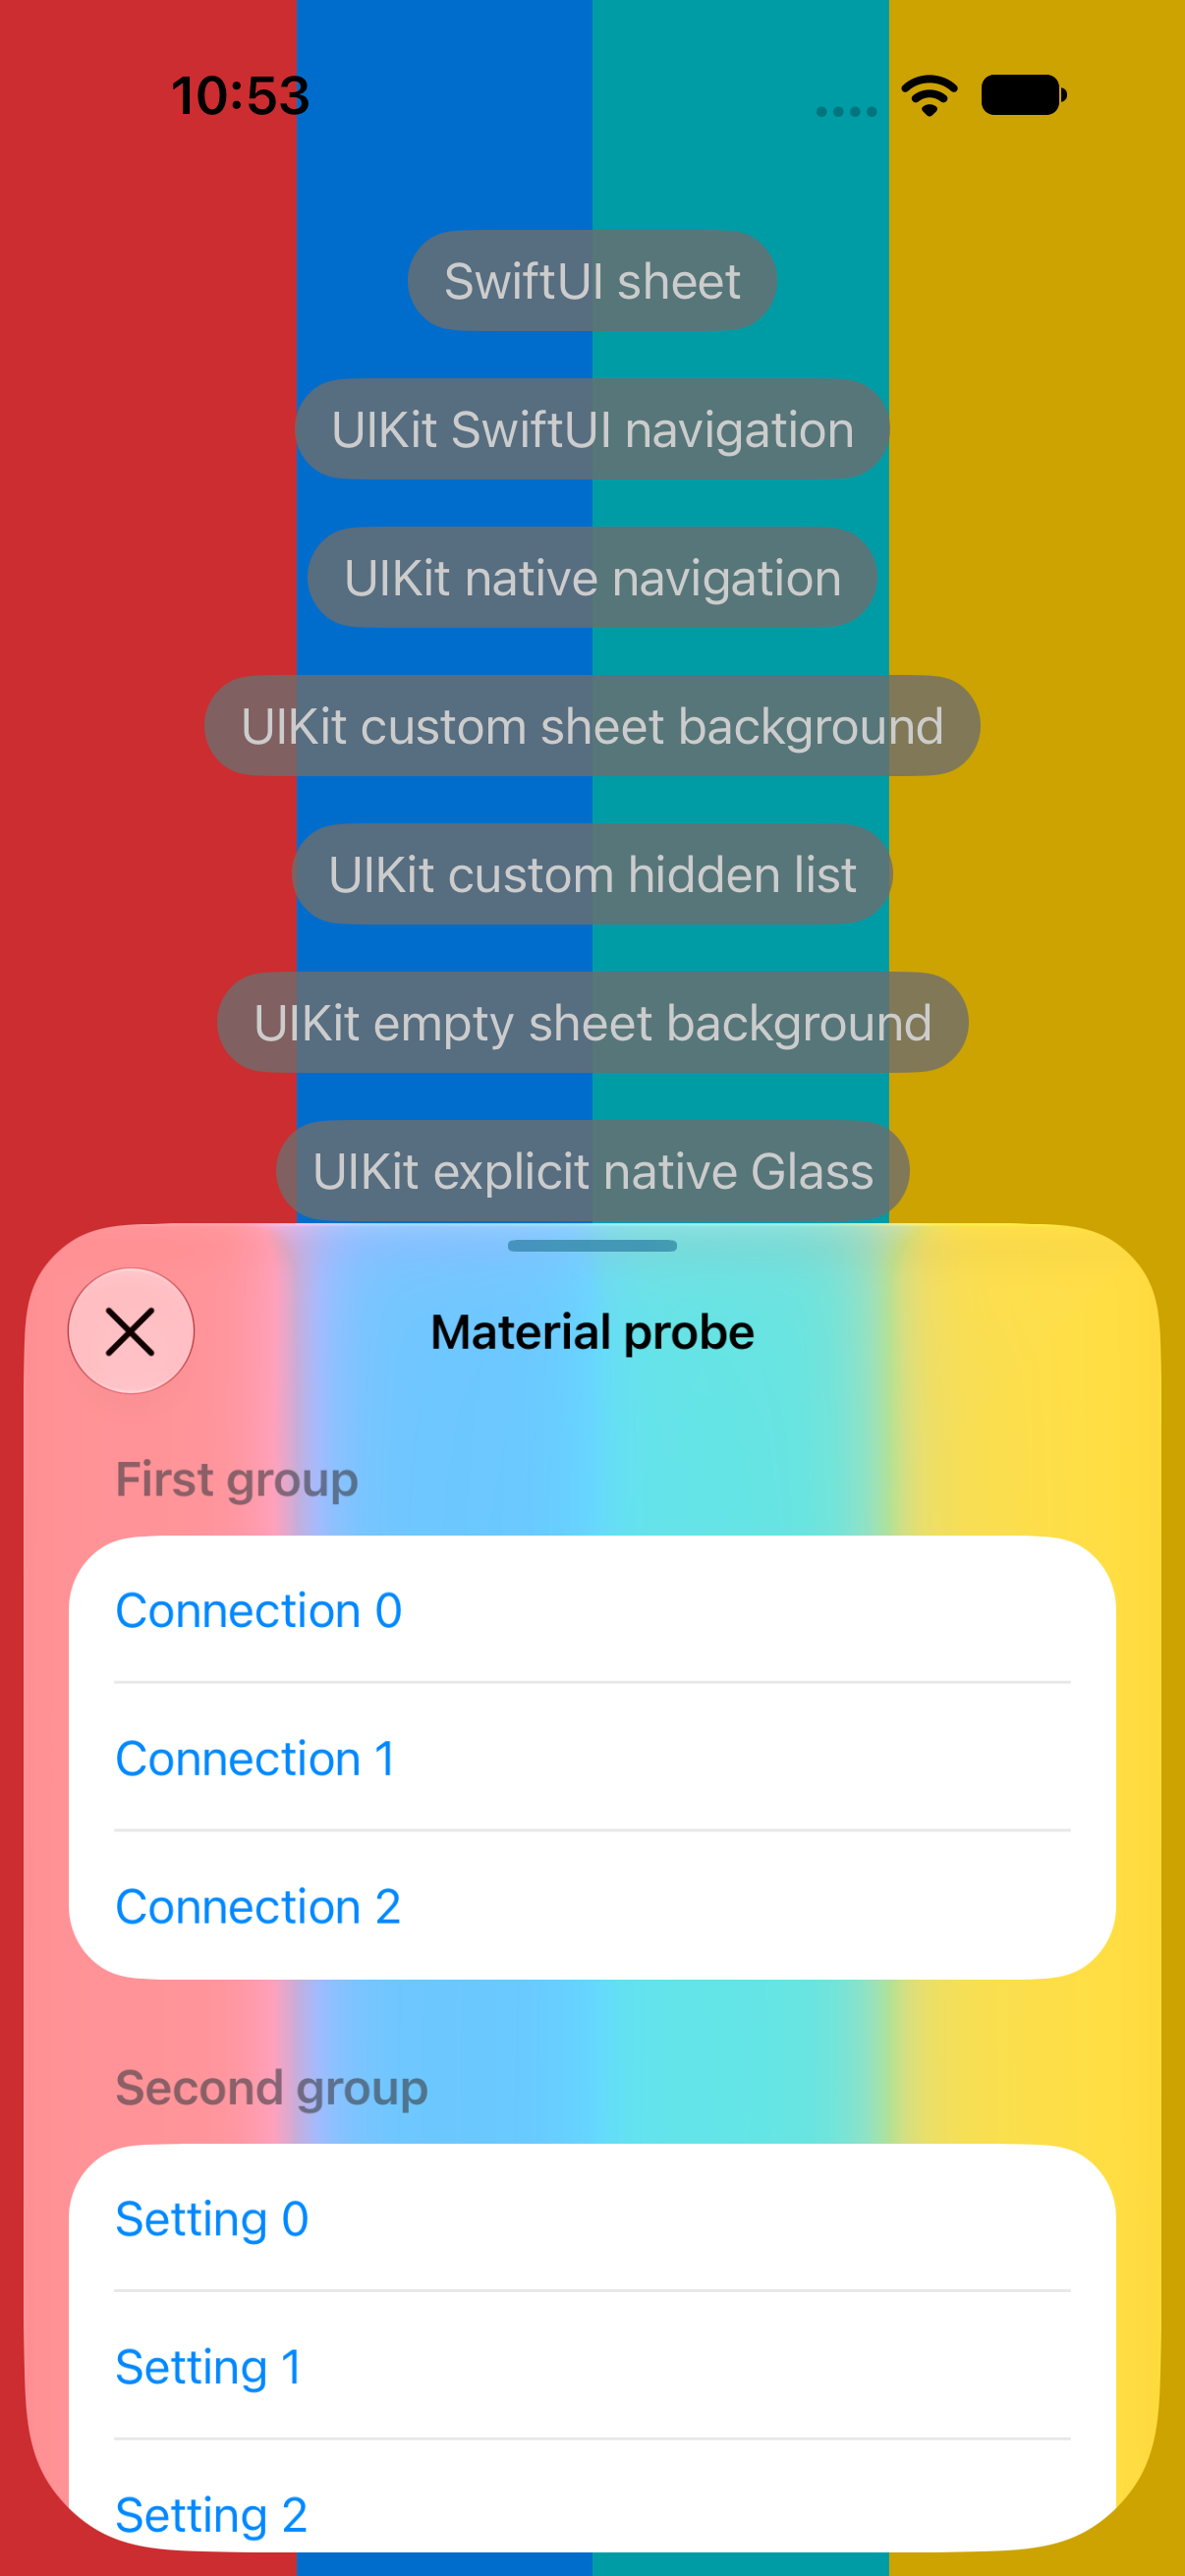 10:53
SwiftUI sheet
UIKit SwiftUI navigation
UIKit native navigation
UIKit custom sheet background
UIKit custom hidden list
UIKit empty sheet background
UIKit explicit native Glass
Material probe
First group
Connection 0
Connection 1
Connection 2
Second group
Setting 0
Setting 1
Setting 2